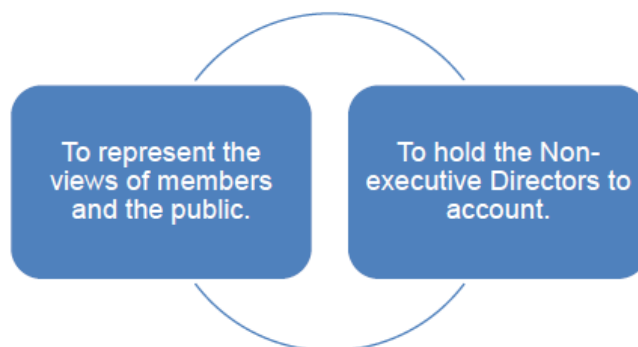 To represent the
views of members
and the public.
To hold the Non-
executive Directors to
account.